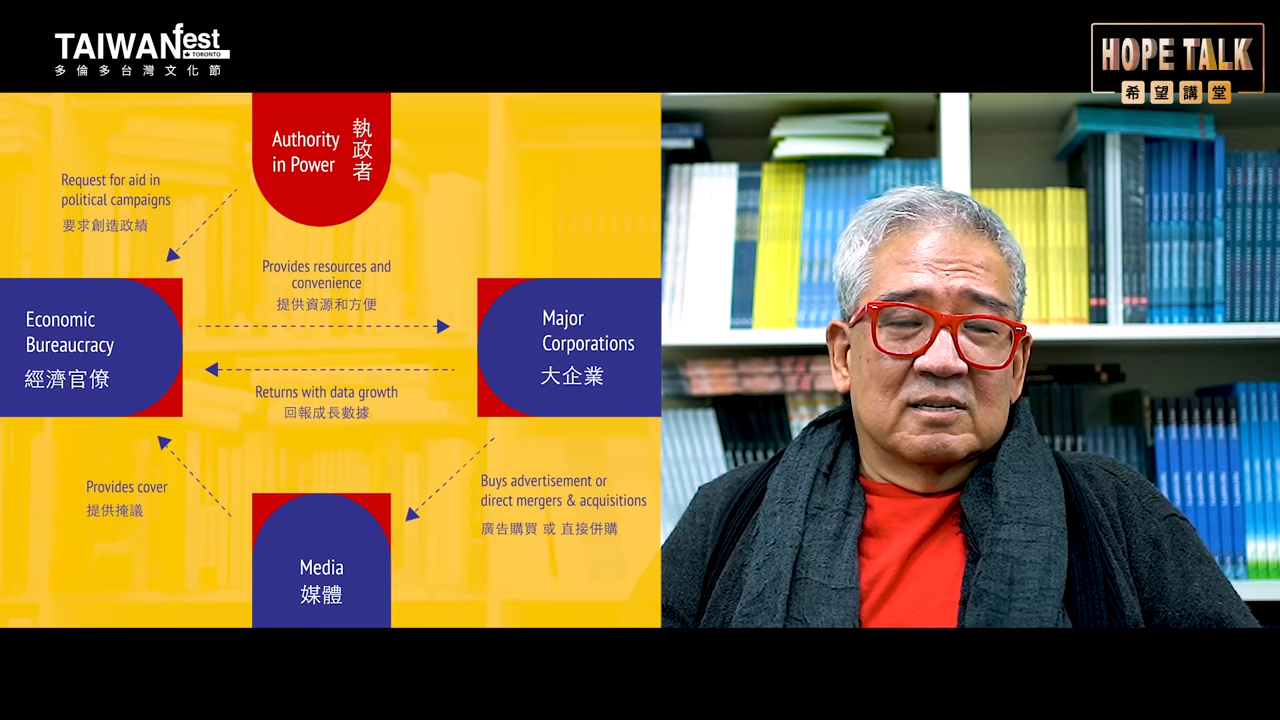 TAIWANfest
TORONTO
多倫多台灣文化節
HOPE TALK
希望講堂
Authority
in Power
執政者
Request for aid in
political campaigns
要求創造政績
Provides resources and
convenience
提供資源和方便
Economic
Bureaucracy
經濟官僚
Major
Corporations
大企業
Returns with data growth
回報成長數據
Provides cover
提供掩議
Buys advertisement or
direct mergers & acquisitions
廣告購買 或 直接併購
Media
媒體